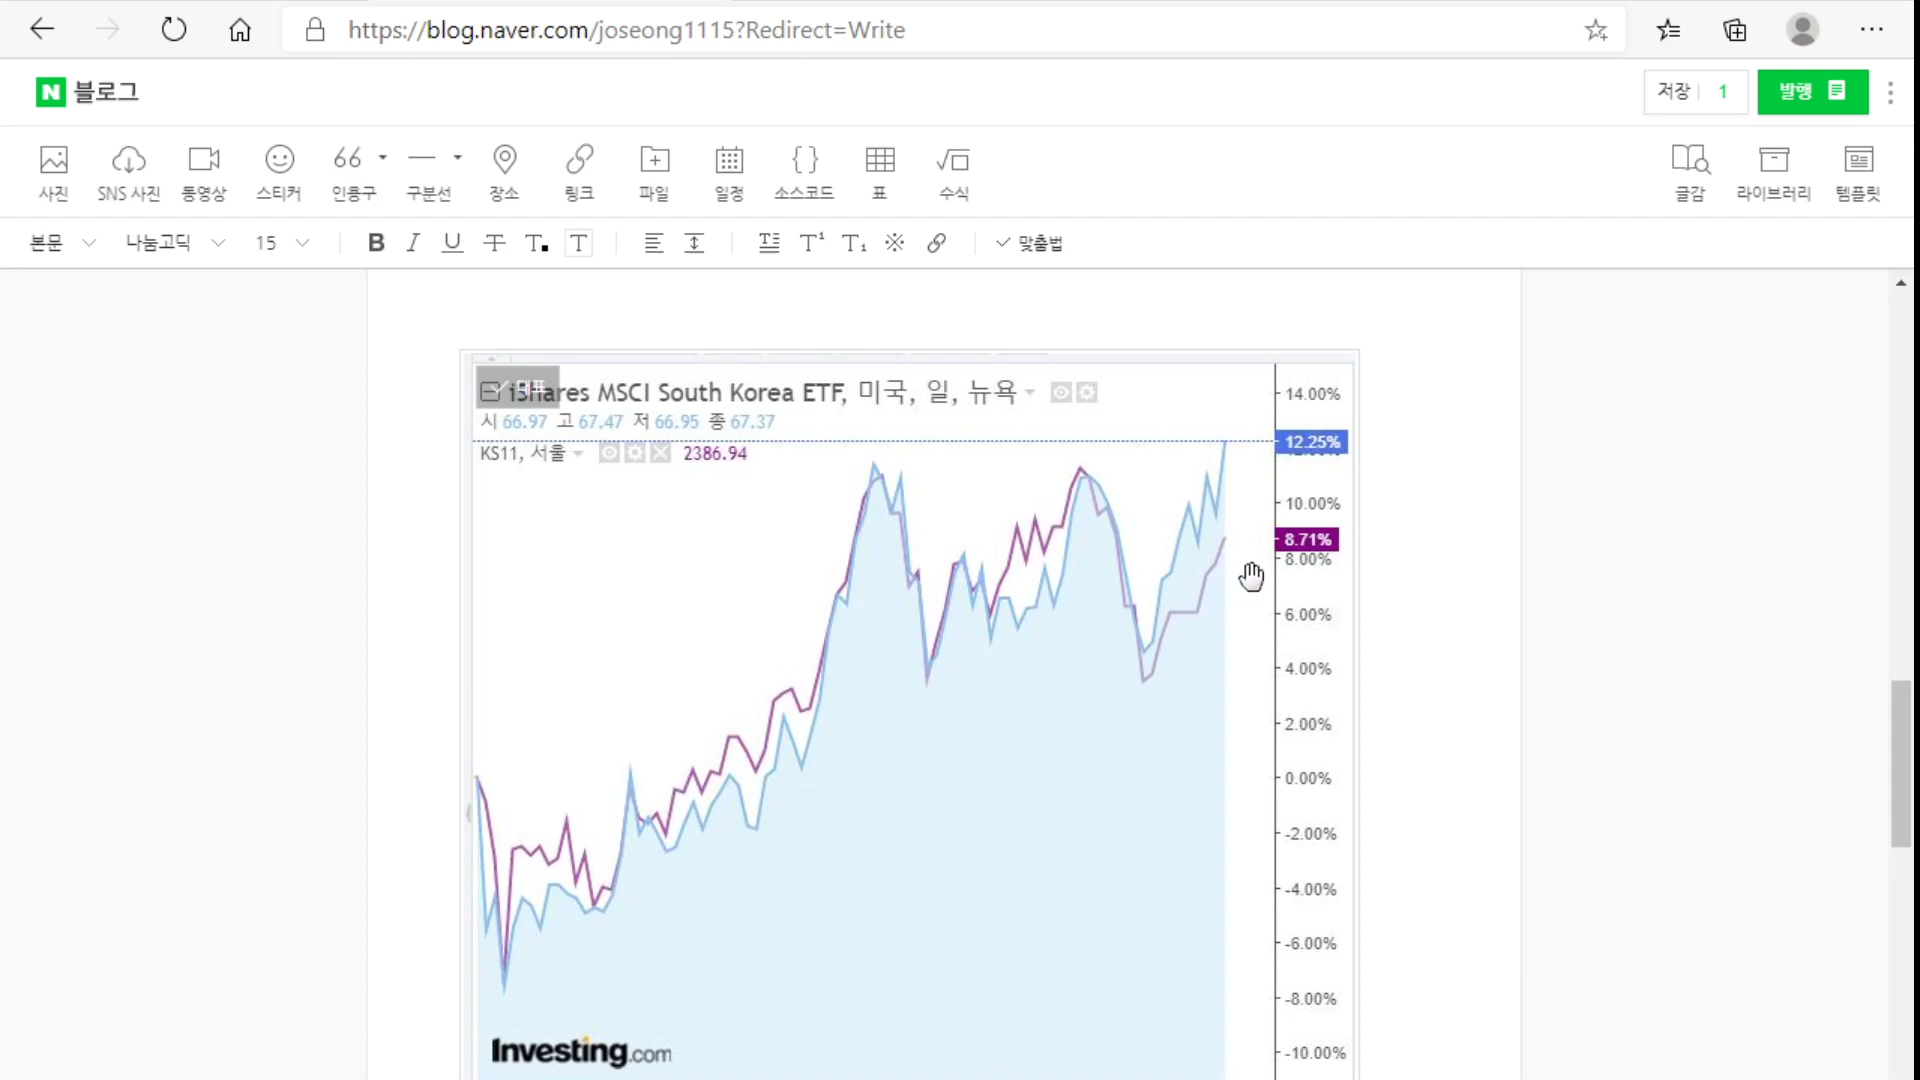 https://blog.naver.com/joseong1115?Redirect=Write
N 블로그
저장 1
발행
사진
SNS 사진
동영상
스티커
66
인용구
구분선
장소
링크
파일
일정
소스코드
표
수식
글감
라이브러리
템플릿
본문
나눔고딕
15
맞춤법
대표
iShares MSCI South Korea ETF, 미국, 일, 뉴욕
시 66.97 고 67.47 저 66.95 종 67.37
KS11, 서울 2386.94
14.00%
12.25%
10.00%
8.71%
8.00%
6.00%
4.00%
2.00%
0.00%
-2.00%
-4.00%
-6.00%
-8.00%
-10.00%
Investing.com